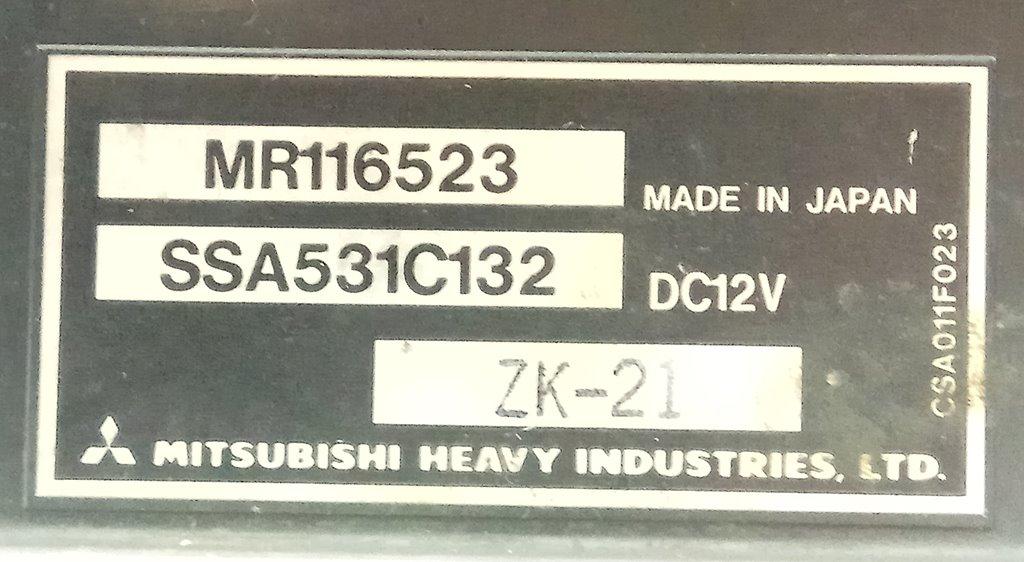 MR116523
MADE IN JAPAN
SSA531C132
DC12V
CSA011F023
ZK-21
MITSUBISHI HEAVY INDUSTRIES, LTD.